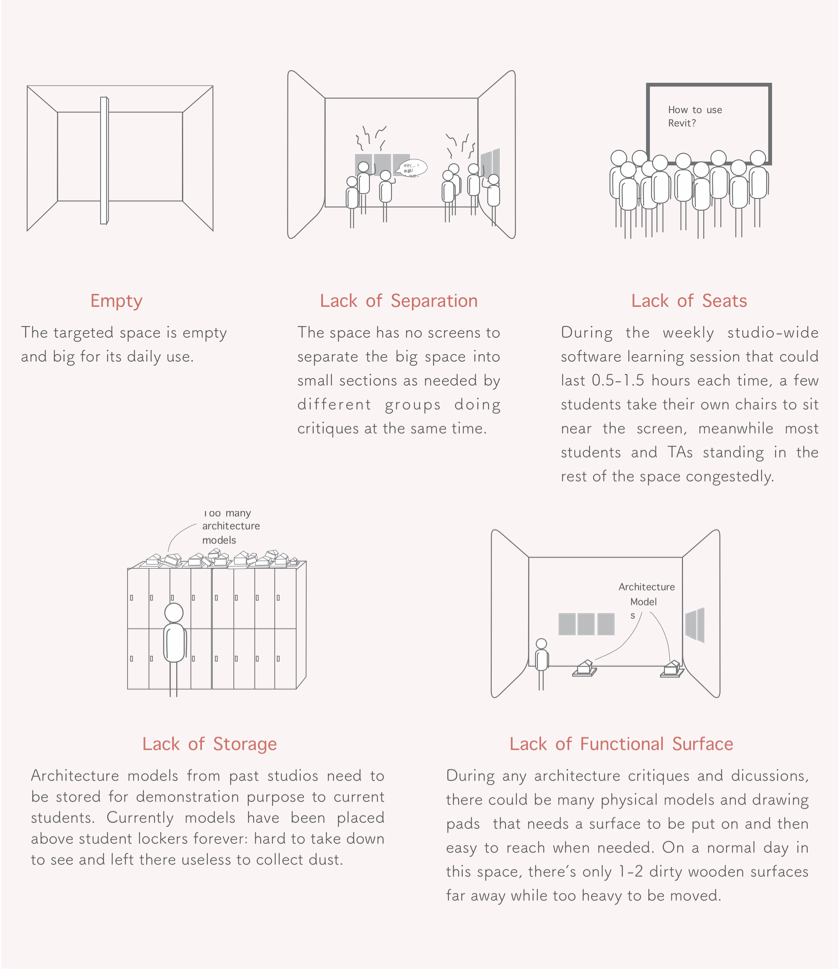 How to use
Revit?
Empty
The targeted space is empty
and big for its daily use.
Lack of Separation
The space has no screens to
separate the big space into
small sections as needed by
different groups doing
critiques at the same time.
Lack of Seats
During the weekly studio-wide
software learning session that could
last 0.5-1.5 hours each time, a few
students take their own chairs to sit
near the screen, meanwhile most
students and TAs standing in the
rest of the space congestedly.
Too many
architecture
models
Lack of Storage
Architecture models from past studios need to
be stored for demonstration purpose to current
students. Currently models have been placed
above student lockers forever: hard to take down
to see and left there useless to collect dust.
Architecture
Model
s
Lack of Functional Surface
During any architecture critiques and dicussions,
there could be many physical models and drawing
pads that needs a surface to be put on and then
easy to reach when needed. On a normal day in
this space, there's only 1-2 dirty wooden surfaces
far away while too heavy to be moved.